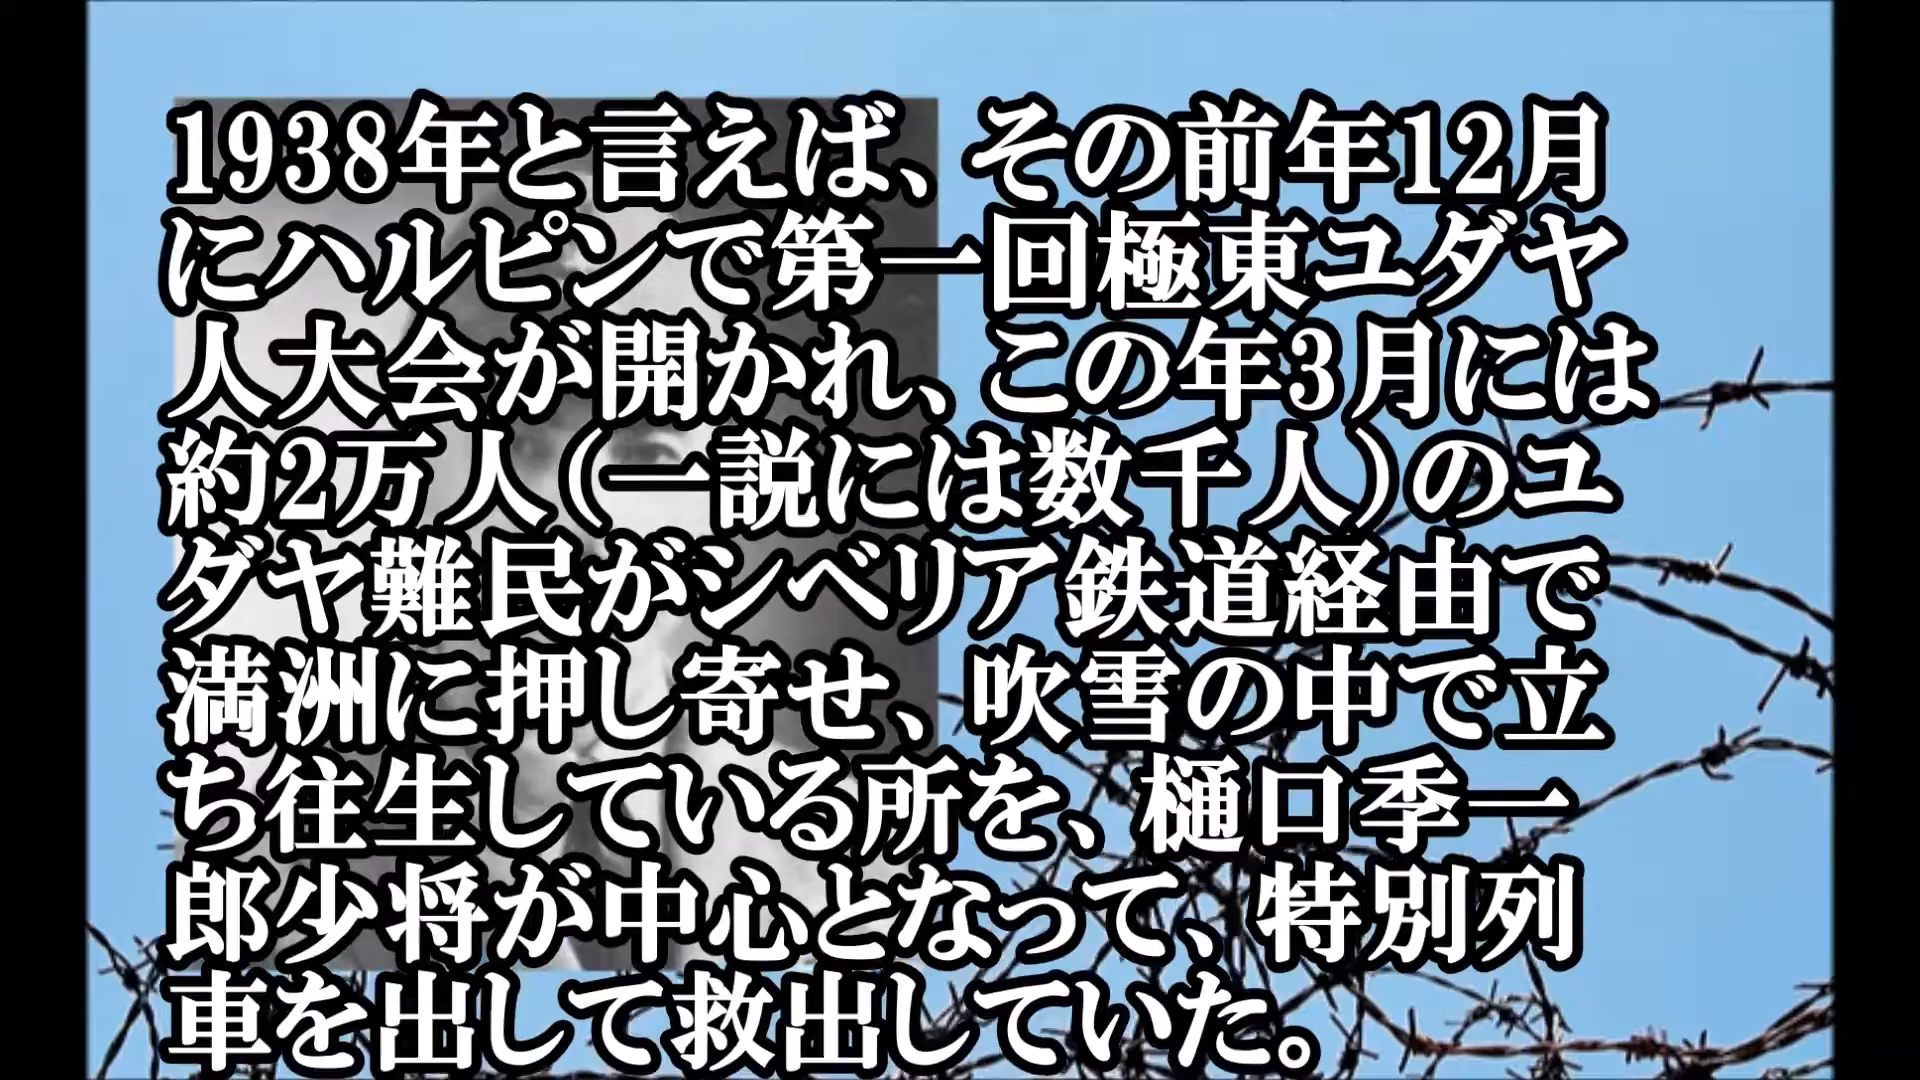 1938年と言えば、その前年12月
にハルピンで第一回極東ユダヤ
人大会が開かれ、この年3月には
約2万人(一説には数千人)のユ
ダヤ難民がシベリア鉄道経由で
満洲に押し寄せ、吹雪の中で立
ち往生している所を、樋口季一
郎少将が中心となって、特別列
車を出して救出していた。